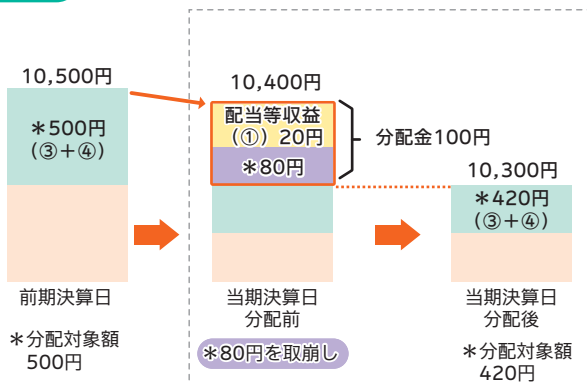 10,500円
*500円
(③+④)
前期決算日
*分配対象額
500円
10,400円
配当等収益
(①) 20円
*80円
分配金100円
当期決算日
分配前
*80円を取崩し
10,300円
*420円
(③+④)
当期決算日
分配後
*分配対象額
420円